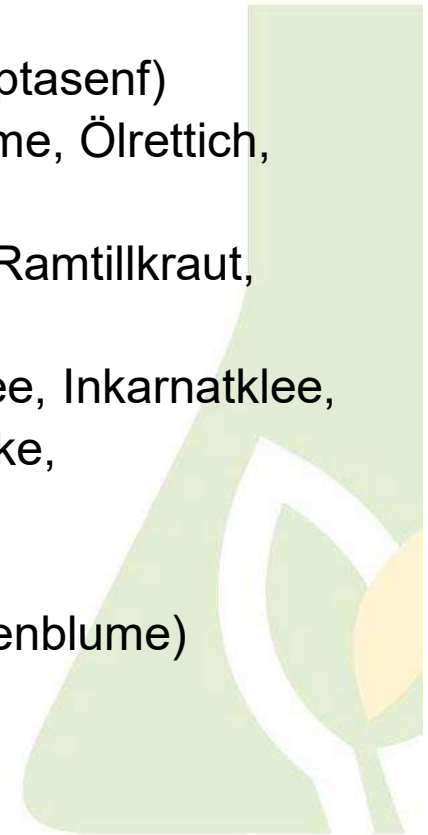 ptasenf)
me, Ölrettich,
Ramtillkraut,
ee, Inkarnatklee,
ke,
enblume)